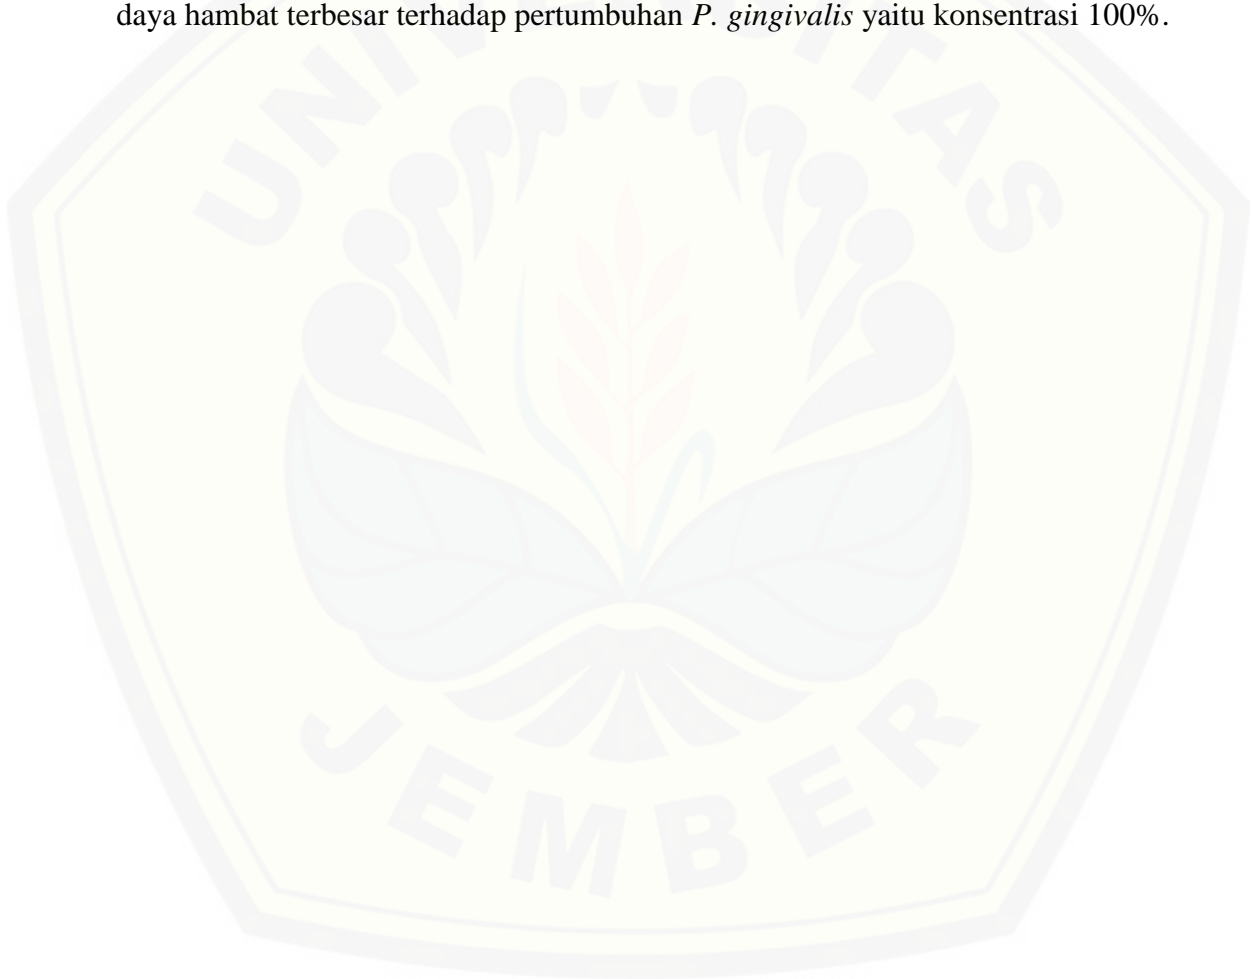 daya hambat terbesar terhadap pertumbuhan P. gingivalis yaitu konsentrasi 100%.
UNIVERSITAS
JEMBER